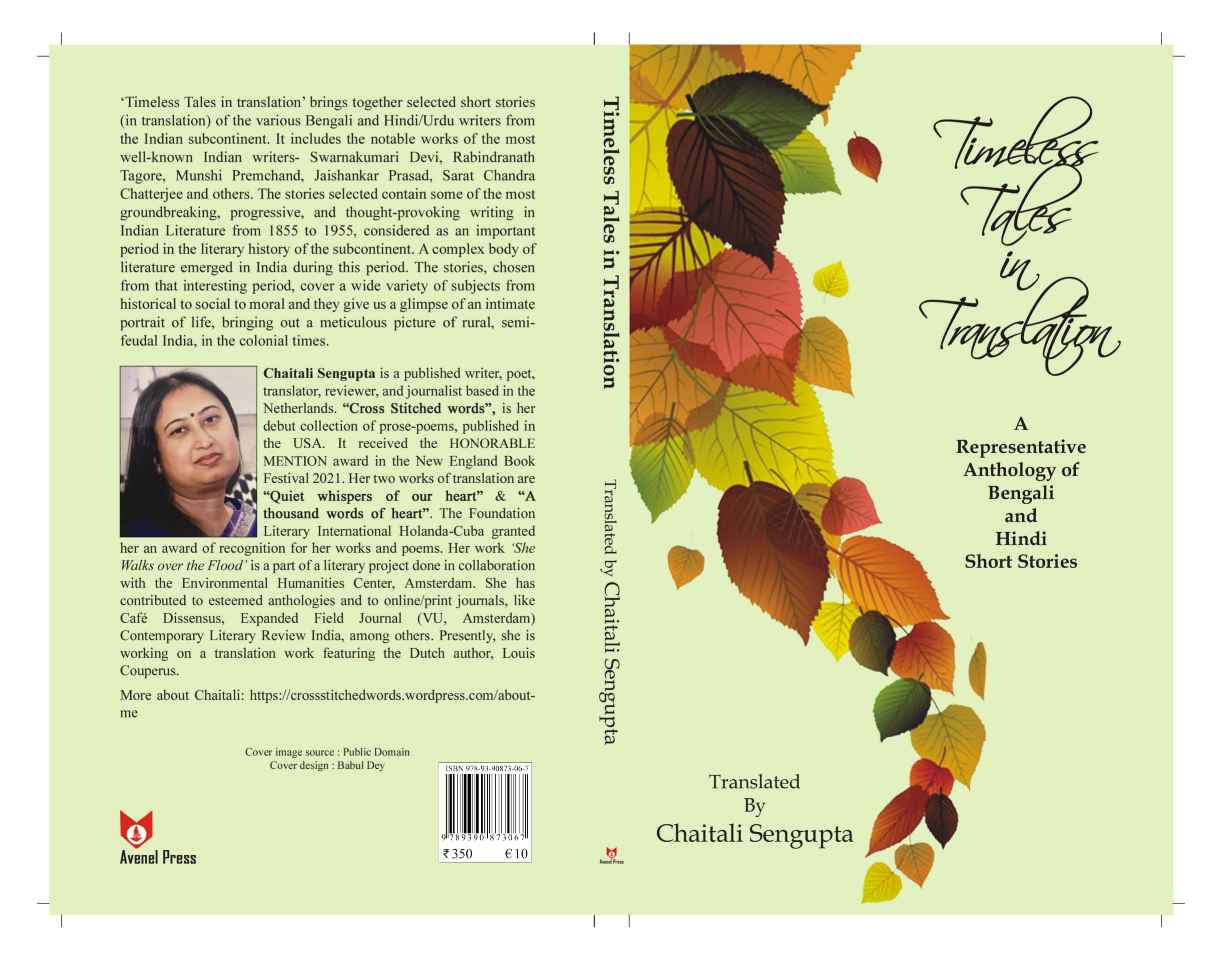 ‘Timeless Tales in translation’ brings together selected short stories
(in translation) of the various Bengali and Hindi/Urdu writers from
the Indian subcontinent. It includes the notable works of the most
well-known Indian writers- Swarnakumari Devi, Rabindranath
Tagore, Munshi Premchand, Jaishankar Prasad, Sarat Chandra
Chatterjee and others. The stories selected contain some of the most
groundbreaking, progressive, and thought-provoking writing in
Indian Literature from 1855 to 1955, considered as an important
period in the literary history of the subcontinent. A complex body of
literature emerged in India during this period. The stories, chosen
from that interesting period, cover a wide variety of subjects from
historical to social to moral and they give us a glimpse of an intimate
portrait of life, bringing out a meticulous picture of rural, semi-
feudal India, in the colonial times.
Chaitali Sengupta is a published writer, poet,
translator, reviewer, and journalist based in the
Netherlands. “Cross Stitched words”, is her
debut collection of prose-poems, published in
the USA. It received the HONORABLE
MENTION award in the New England Book
Festival 2021. Her two works of translation are
“Quiet whispers of our heart” & “A
thousand words of heart”. The Foundation
Literary International Holanda-Cuba granted
her an award of recognition for her works and poems. Her work ‘She
Walks over the Flood’ is a part of a literary project done in collaboration
with the Environmental Humanities Center, Amsterdam. She has
contributed to esteemed anthologies and to online/print journals, like
Café Dissensus, Expanded Field Journal (VU, Amsterdam)
Contemporary Literary Review India, among others. Presently, she is
working on a translation work featuring the Dutch author, Louis
Couperus.
More about Chaitali: https://crossstitchedwords.wordpress.com/about-
me
Cover image source : Public Domain
Cover design : Babul Dey
ISBN 978-93-90873-06-7
9 789390 873067
₹ 350 € 10
Avenel Press
Timeless Tales in Translation
Translated by Chaitali Sengupta
Avenel Press
Timeless
Tales
in
Translation
A
Representative
Anthology of
Bengali
and
Hindi
Short Stories
Translated
By
Chaitali Sengupta